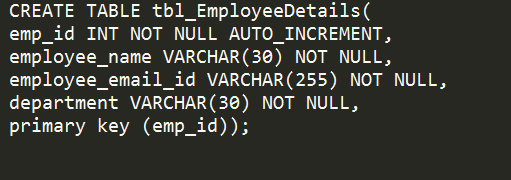 CREATE TABLE tbl_EmployeeDetails(
emp_id INT NOT NULL AUTO_INCREMENT,
employee_name VARCHAR(30) NOT NULL,
employee_email_id VARCHAR(255) NOT NULL,
department VARCHAR(30) NOT NULL,
primary key (emp_id));